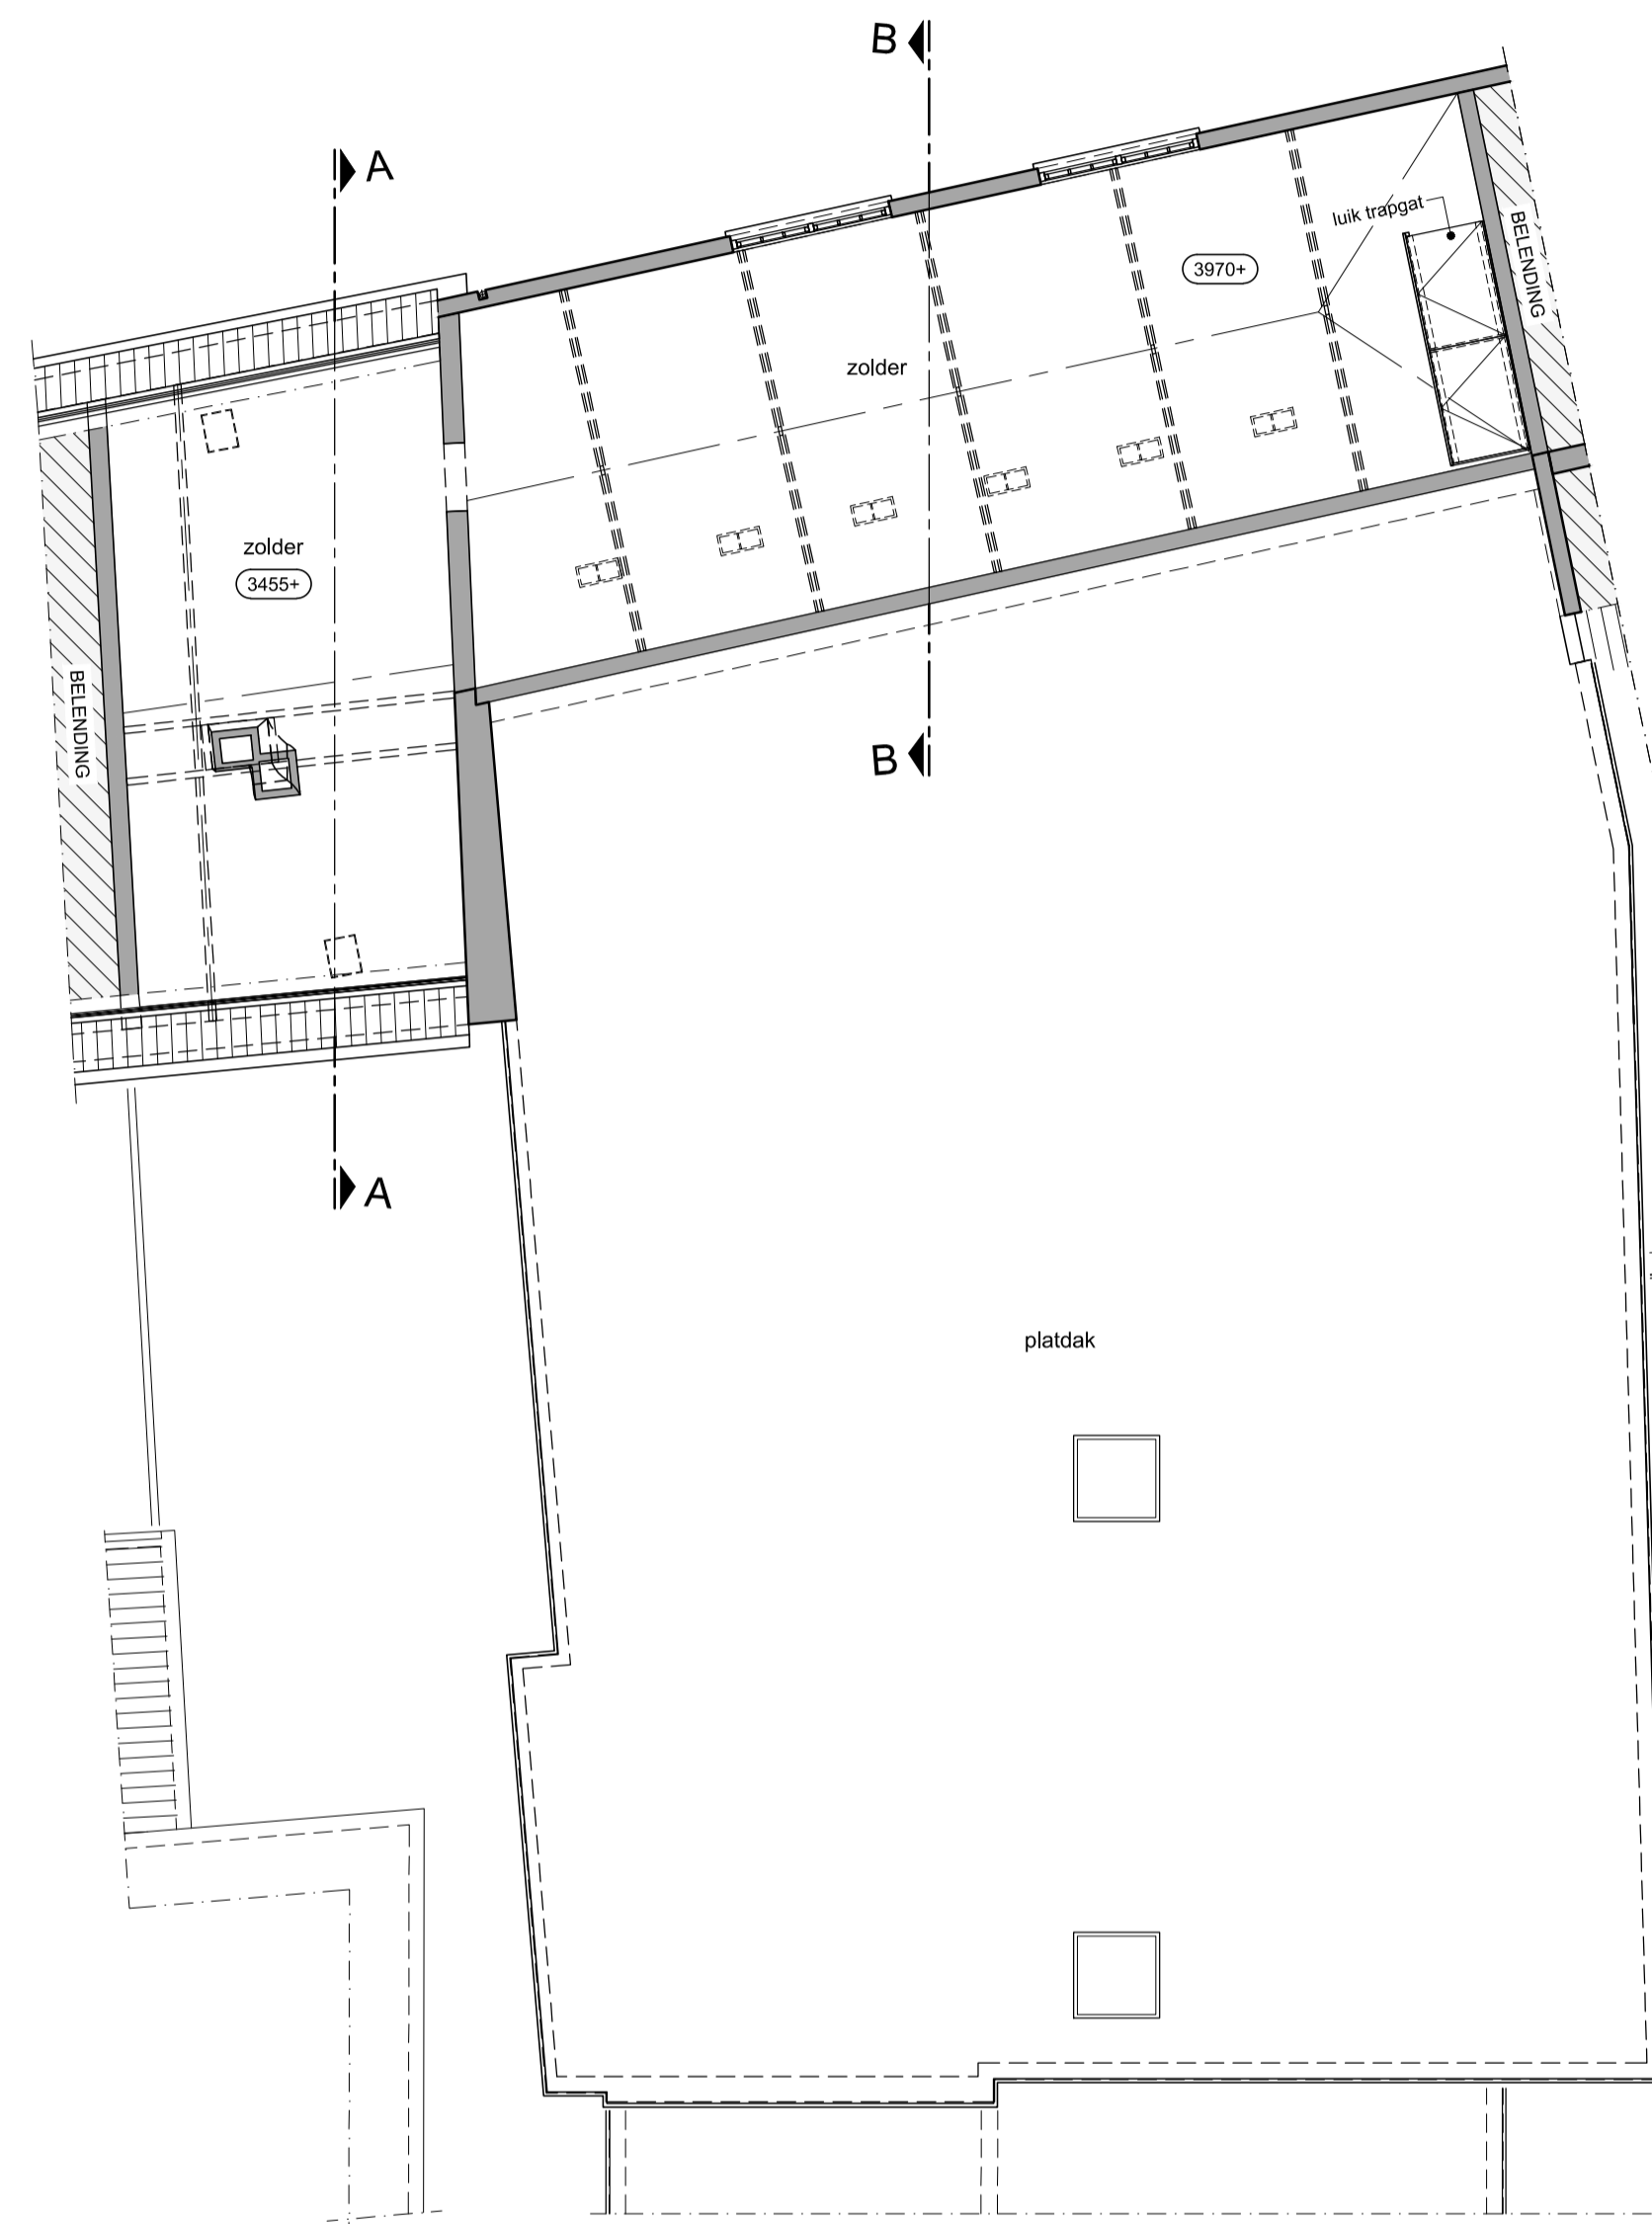 B
A
luik trapgat
BELENDING
3970+
zolder
zolder
3455+
BELENDING
B
A
platdak